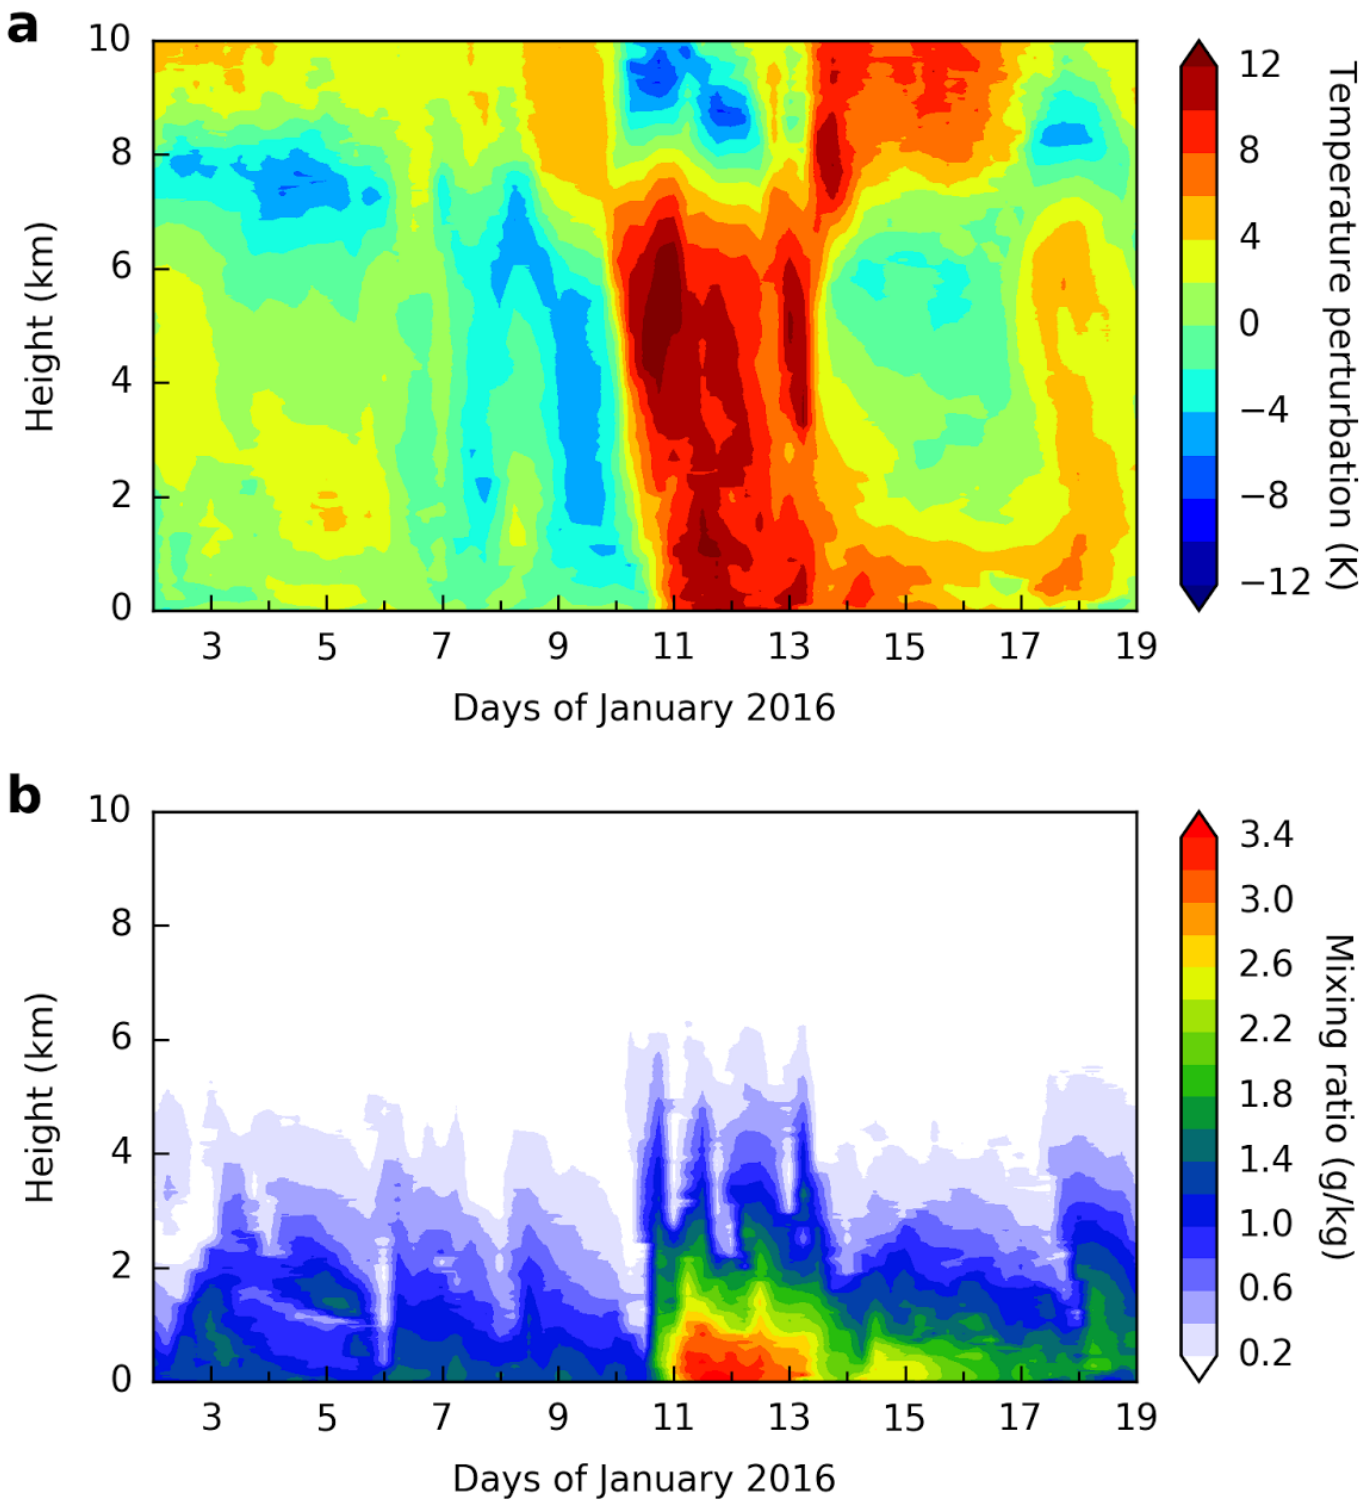 a
10
8
6
4
2
0
Height (km)
3 5 7 9 11 13 15 17 19
Days of January 2016
12
8
4
0
−4
−8
−12
Temperature perturbation (K)
b
10
8
6
4
2
0
Height (km)
3 5 7 9 11 13 15 17 19
Days of January 2016
3.4
3.0
2.6
2.2
1.8
1.4
1.0
0.6
0.2
Mixing ratio (g/kg)